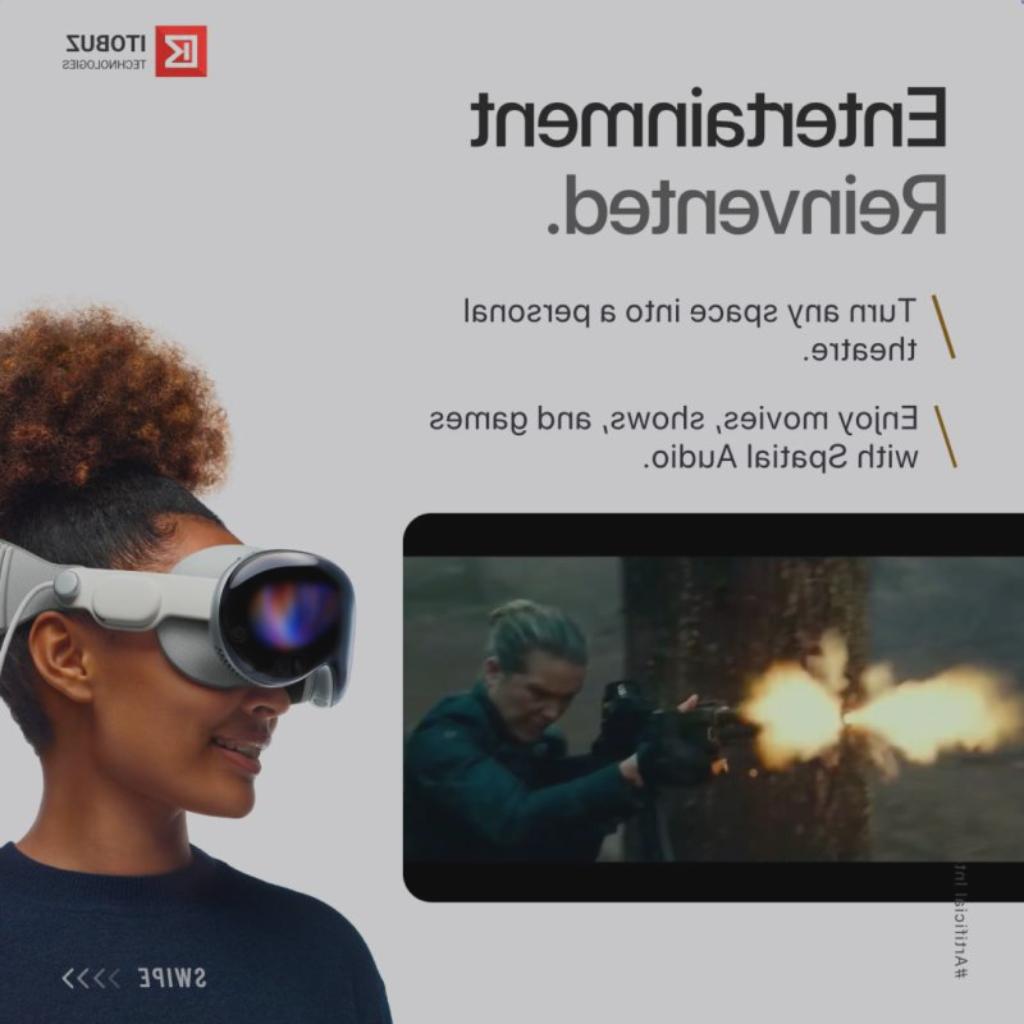 ITOBUZ
TECHNOLOGIES
Entertainment
Reinvented.
Turn any space into a personal
theatre.
Enjoy movies, shows, and games
with Spatial Audio.
#Artificial Int
SWIPE